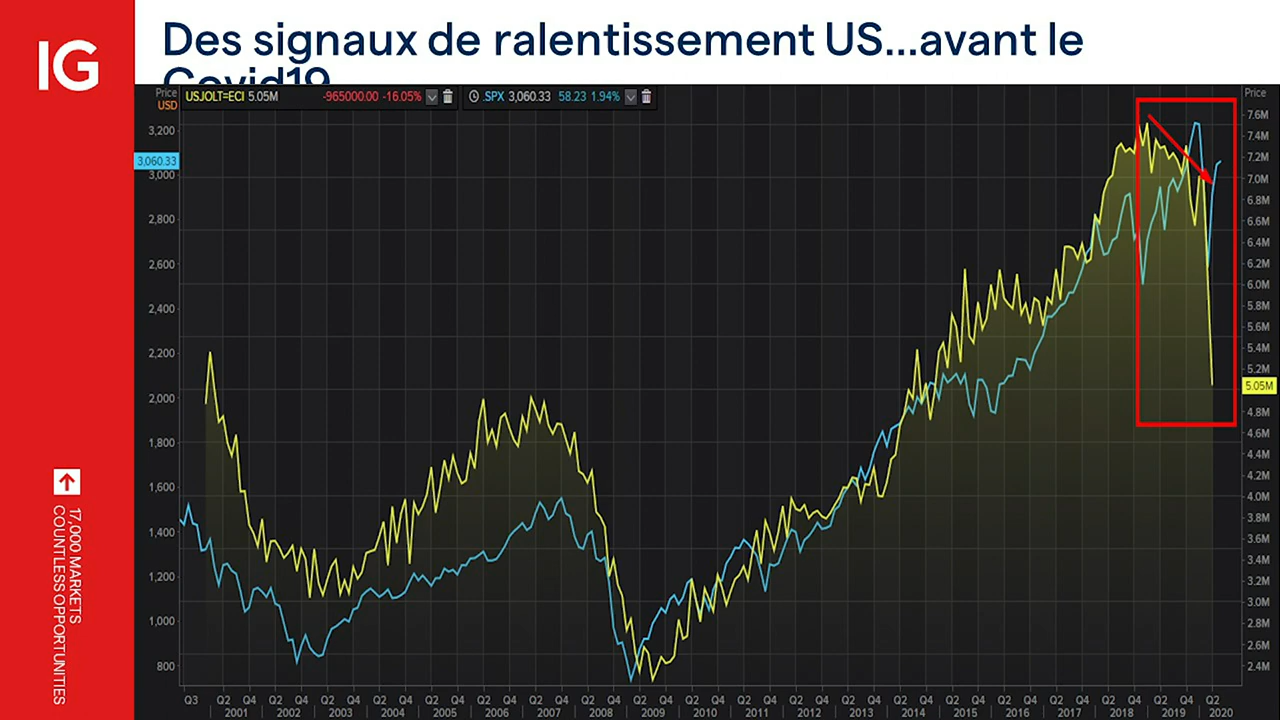 IG
Des signaux de ralentissement US...avant le
Covid19
Price
USD
USJOLT=ECI 5.05M -965000.00 -16.05% .SPX 3,060.33 58.23 1.94%
Price
3,200
3,060.33
3,000
2,800
2,600
2,400
2,200
2,000
1,800
1,600
1,400
1,200
1,000
800
7.6M
7.4M
7.2M
7.0M
6.8M
6.6M
6.4M
6.2M
6.0M
5.8M
5.6M
5.4M
5.2M
5.05M
4.8M
4.6M
4.4M
4.2M
4.0M
3.8M
3.6M
3.4M
3.2M
3.0M
2.8M
2.6M
2.4M
Q3 Q2 Q4 Q2 Q4 Q2 Q4 Q2 Q4 Q2 Q4 Q2 Q4 Q2 Q4 Q2 Q4 Q2 Q4 Q2 Q4 Q2 Q4 Q2 Q4 Q2 Q4 Q2 Q4 Q2 Q4 Q2 Q4 Q2 Q4 Q2 Q4 Q2 Q4 Q2
2001 2002 2003 2004 2005 2006 2007 2008 2009 2010 2011 2012 2013 2014 2015 2016 2017 2018 2019 2020
17,000 MARKETS
COUNTLESS OPPORTUNITIES